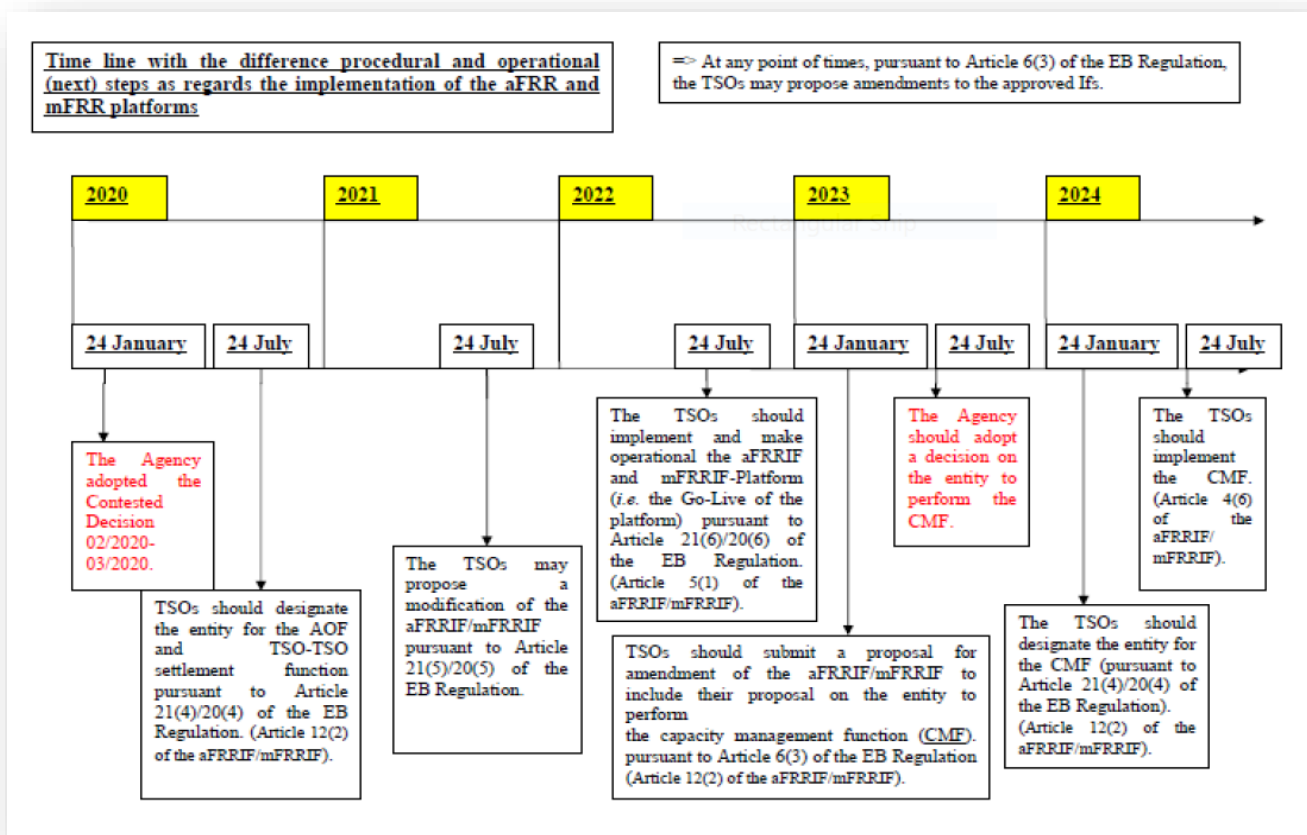 Time line with the difference procedural and operational
(next) steps as regards the implementation of the aFRR and
mFRR platforms
=> At any point of times, pursuant to Article 6(3) of the EB Regulation,
the TSOs may propose amendments to the approved Ifs.
2020
2021
2022
2023
2024
Rectangular Snip
24 January
24 July
24 July
24 July
24 January
24 July
24 January
24 July
The Agency
adopted the
Contested
Decision
02/2020-
03/2020.
TSOs should designate
the entity for the AOF
and TSO-TSO
settlement function
pursuant to Article
21(4)/20(4) of the EB
Regulation. (Article 12(2)
of the aFRRIF/mFRRIF).
The TSOs may
propose a
modification of the
aFRRIF/mFRRIF
pursuant to Article
21(5)/20(5) of the
EB Regulation.
The TSOs should
implement and make
operational the aFRRIF
and mFRRIF-Platform
(i.e. the Go-Live of the
platform) pursuant to
Article 21(6)/20(6) of
the EB Regulation.
(Article 5(1) of the
aFRRIF/mFRRIF).
TSOs should submit a proposal for
amendment of the aFRRIF/mFRRIF to
include their proposal on the entity to
perform
the capacity management function (CMF).
pursuant to Article 6(3) of the EB Regulation
(Article 12(2) of the aFRRIF/mFRRIF).
The Agency
should adopt
a decision on
the entity to
perform the
CMF.
The TSOs should
designate the entity for
the CMF (pursuant to
Article 21(4)/20(4) of
the EB Regulation).
(Article 12(2) of the
aFRRIF/mFRRIF).
The TSOs
should
implement
the CMF.
(Article 4(6)
of the
aFRRIF/
mFRRIF).